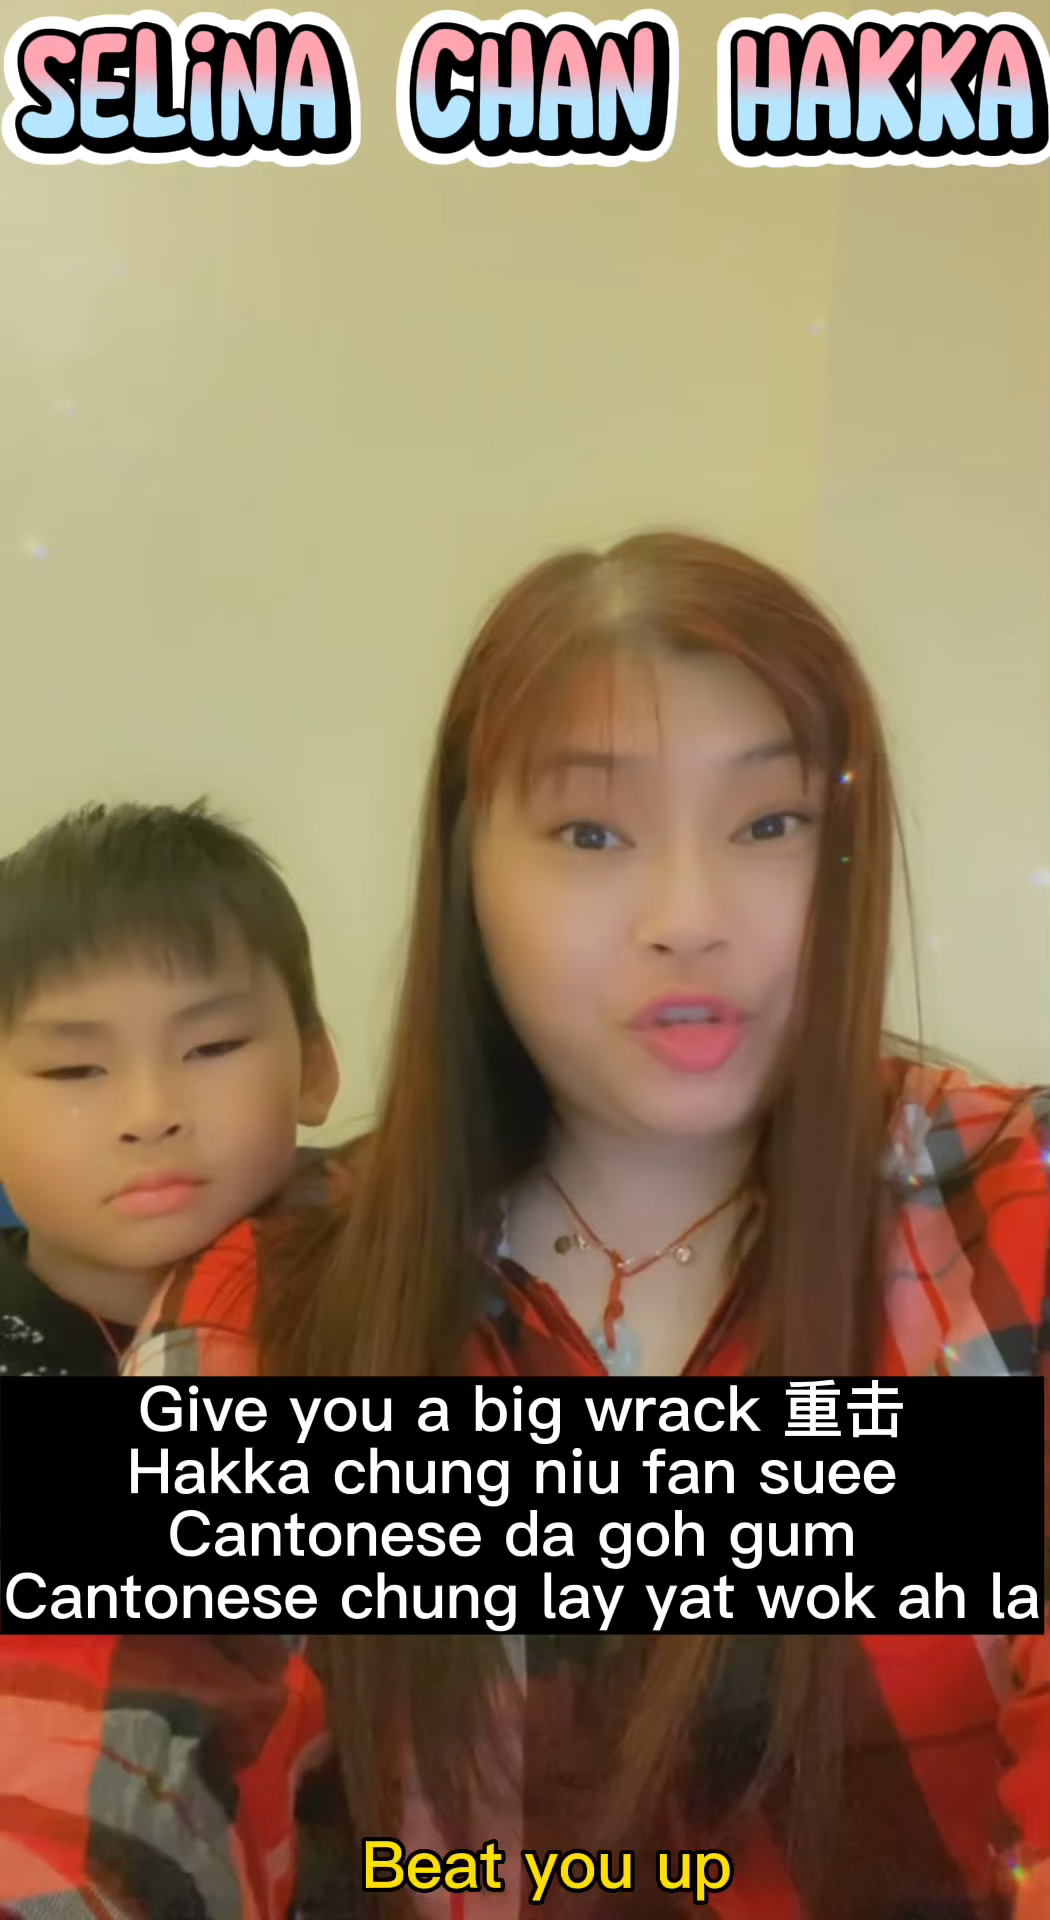 SELiNA CHAN HAKKA
Give you a big wrack 重击
Hakka chung niu fan suee
Cantonese da goh gum
Cantonese chung lay yat wok ah la
Beat you up